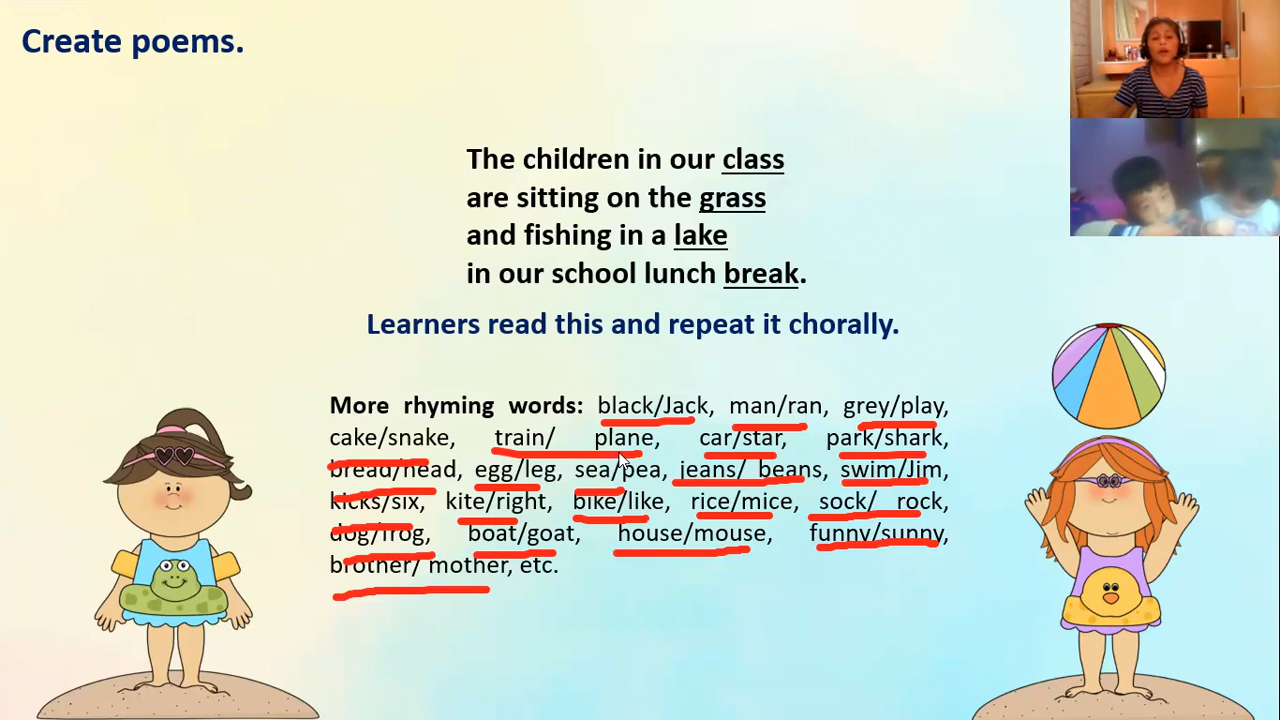 Create poems.
The children in our class
are sitting on the grass
and fishing in a lake
in our school lunch break.
Learners read this and repeat it chorally.
More rhyming words: black/Jack, man/ran, grey/play,
cake/snake, train/ plane, car/star, park/shark,
bread/head, egg/leg, sea/pea, jeans/ beans, swim/Jim,
kicks/six, kite/right, bike/like, rice/mice, sock/ rock,
dog/frog, boat/goat, house/mouse, funny/sunny,
brother/ mother, etc.